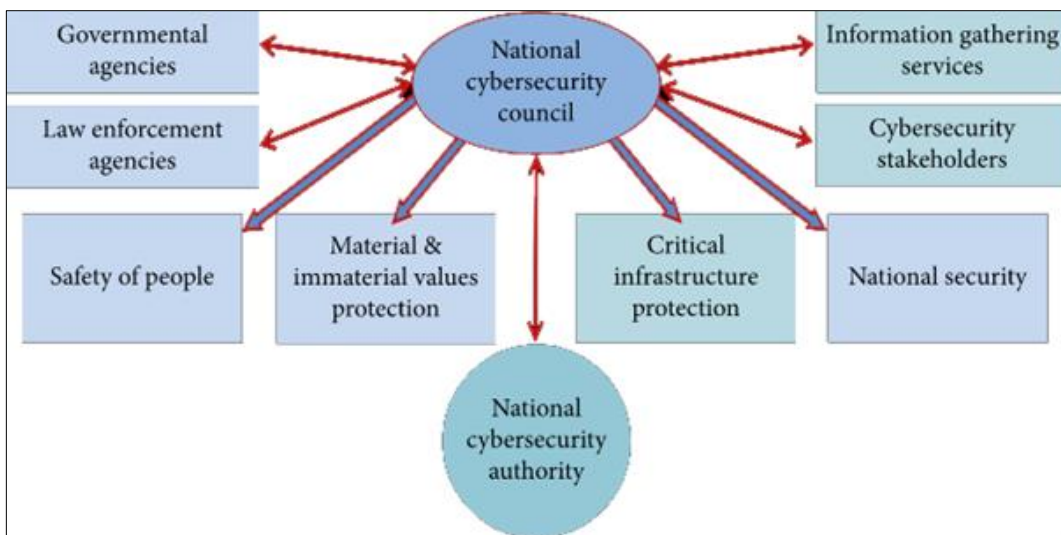 Governmental
agencies
National
cybersecurity
council
Information gathering
services
Law enforcement
agencies
Cybersecurity
stakeholders
Safety of people
Material &
immaterial values
protection
Critical
infrastructure
protection
National security
National
cybersecurity
authority